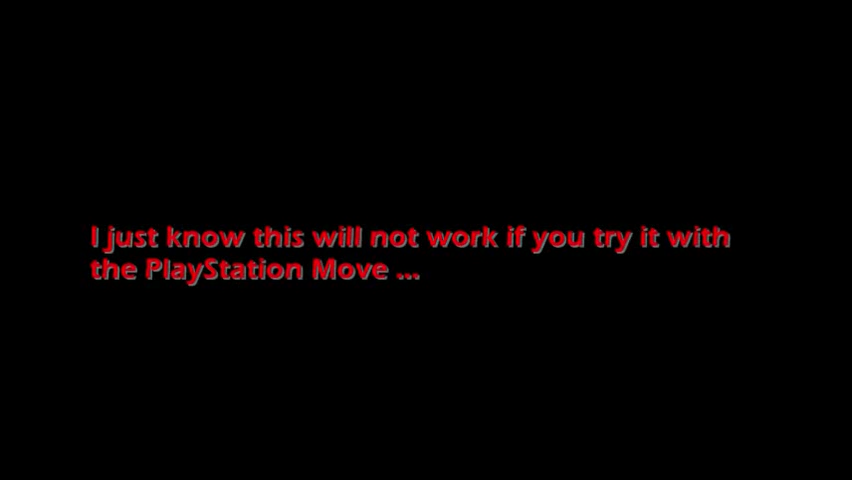 I just know this will not work if you try it with
the PlayStation Move ...